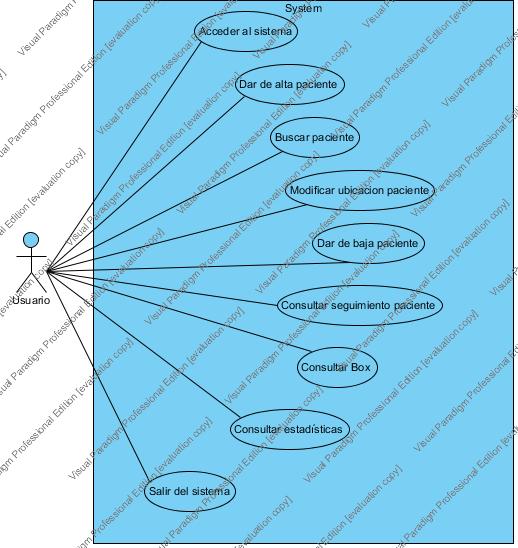 System
Acceder al sistema
Dar de alta paciente
Buscar paciente
Modificar ubicacion paciente
Dar de baja paciente
Usuario
Consultar seguimiento paciente
Consultar Box
Consultar estadísticas
Salir del sistema
Visual Paradigm Professional Edition [evaluation copy]